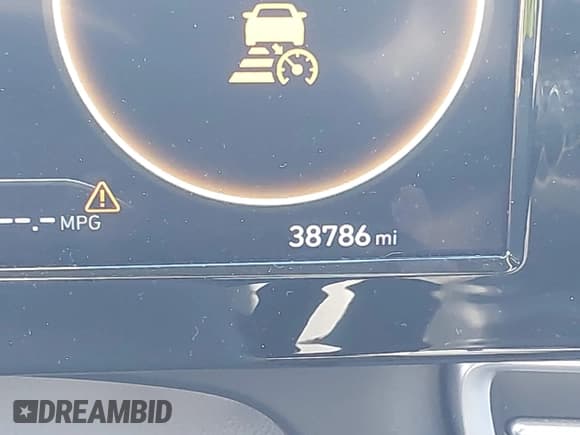 --.- MPG
38786 mi
DREAMBID